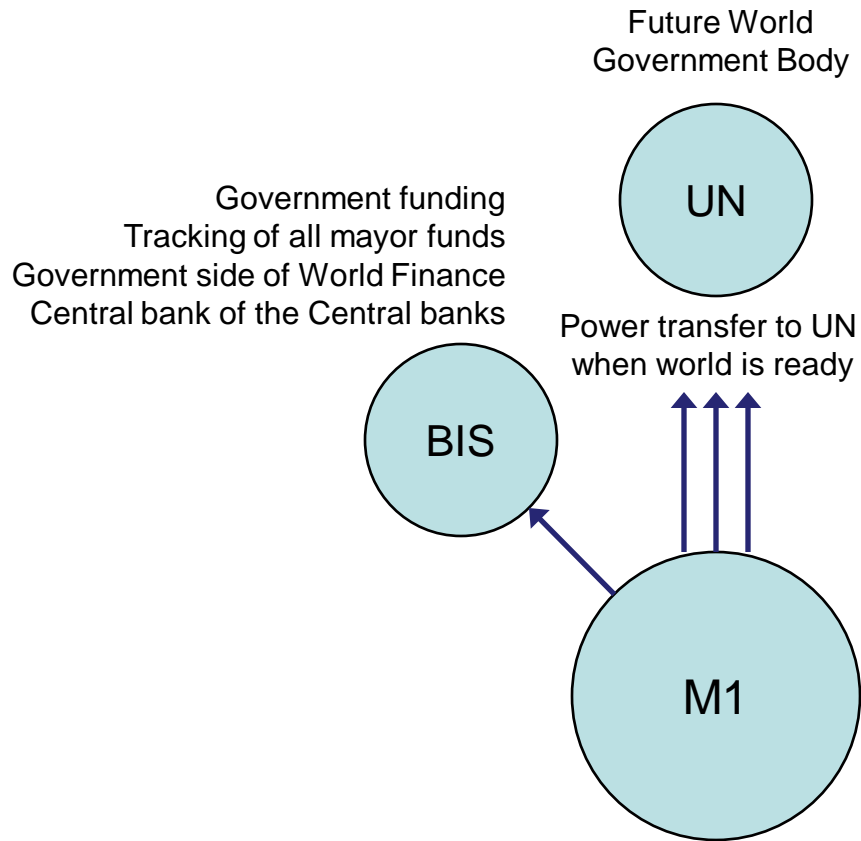 Future World
Government Body
UN
Government funding
Tracking of all mayor funds
Government side of World Finance
Central bank of the Central banks
Power transfer to UN
when world is ready
BIS
M1